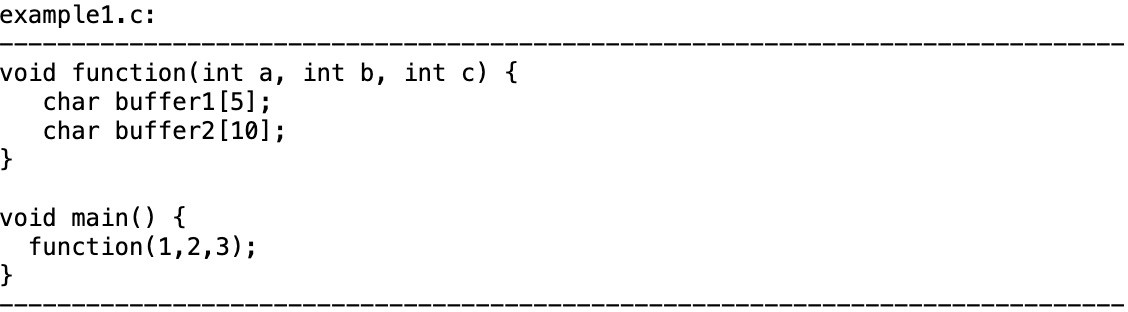 example1.c:
------------------------------------------------------------------------------
void function(int a, int b, int c) {
   char buffer1[5];
   char buffer2[10];
}

void main() {
  function(1,2,3);
}
------------------------------------------------------------------------------